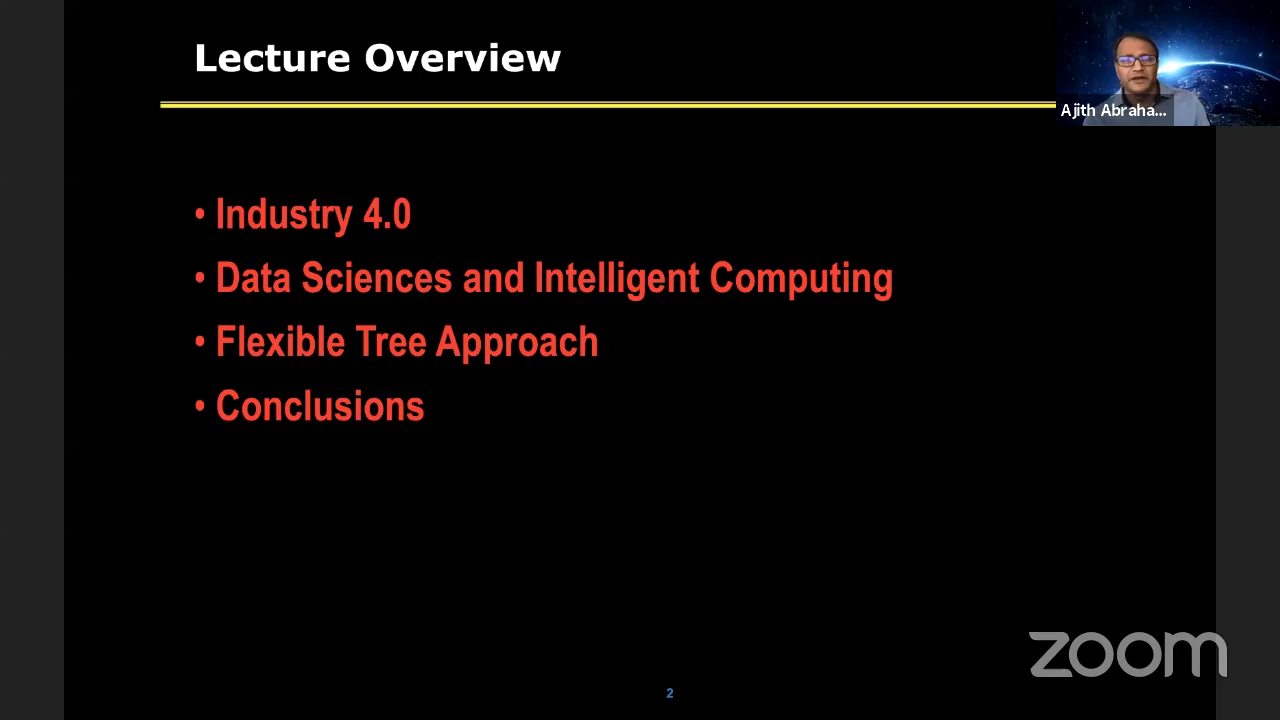 Lecture Overview
Ajith Abraha...
• Industry 4.0
• Data Sciences and Intelligent Computing
• Flexible Tree Approach
• Conclusions
zoom
2